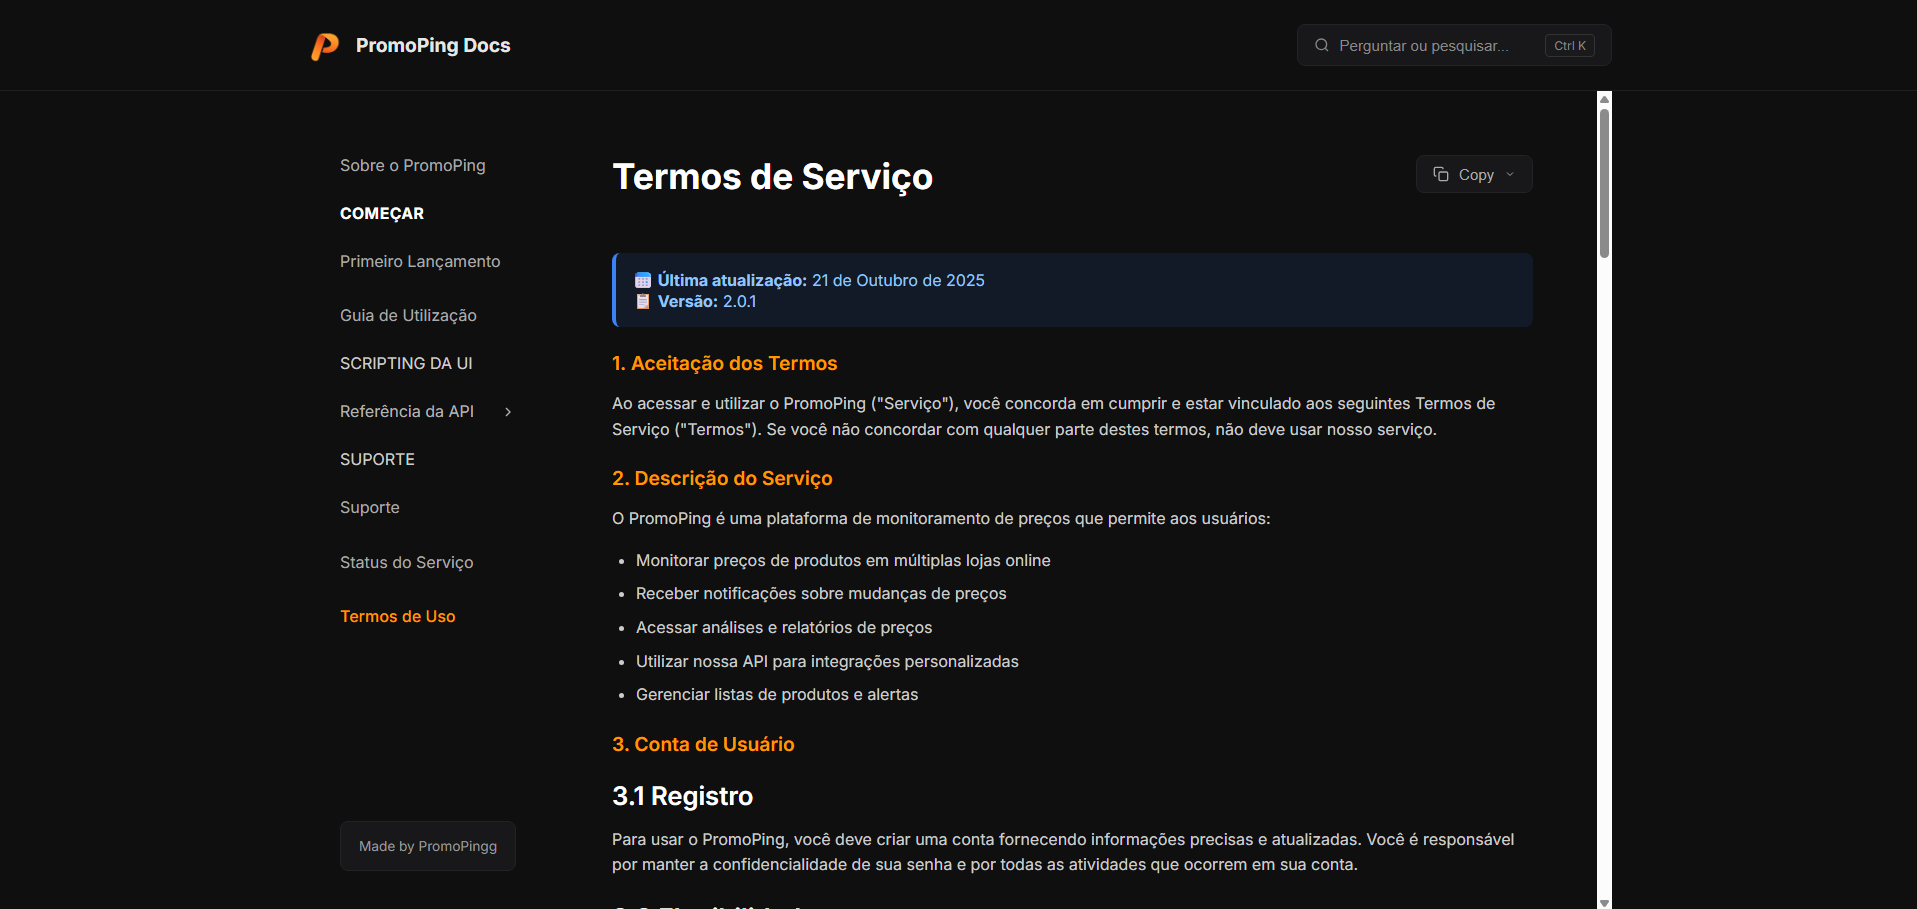 PromoPing Docs
Perguntar ou pesquisar...
Ctrl K
Sobre o PromoPing
COMEÇAR
Primeiro Lançamento
Guia de Utilização
SCRIPTING DA UI
Referência da API
SUPORTE
Suporte
Status do Serviço
Termos de Uso
Made by PromoPingg
Termos de Serviço
Copy
Última atualização: 21 de Outubro de 2025
Versão: 2.0.1
1. Aceitação dos Termos
Ao acessar e utilizar o PromoPing ("Serviço"), você concorda em cumprir e estar vinculado aos seguintes Termos de
Serviço ("Termos"). Se você não concordar com qualquer parte destes termos, não deve usar nosso serviço.
2. Descrição do Serviço
O PromoPing é uma plataforma de monitoramento de preços que permite aos usuários:
• Monitorar preços de produtos em múltiplas lojas online
• Receber notificações sobre mudanças de preços
• Acessar análises e relatórios de preços
• Utilizar nossa API para integrações personalizadas
• Gerenciar listas de produtos e alertas
3. Conta de Usuário
3.1 Registro
Para usar o PromoPing, você deve criar uma conta fornecendo informações precisas e atualizadas. Você é responsável
por manter a confidencialidade de sua senha e por todas as atividades que ocorrem em sua conta.